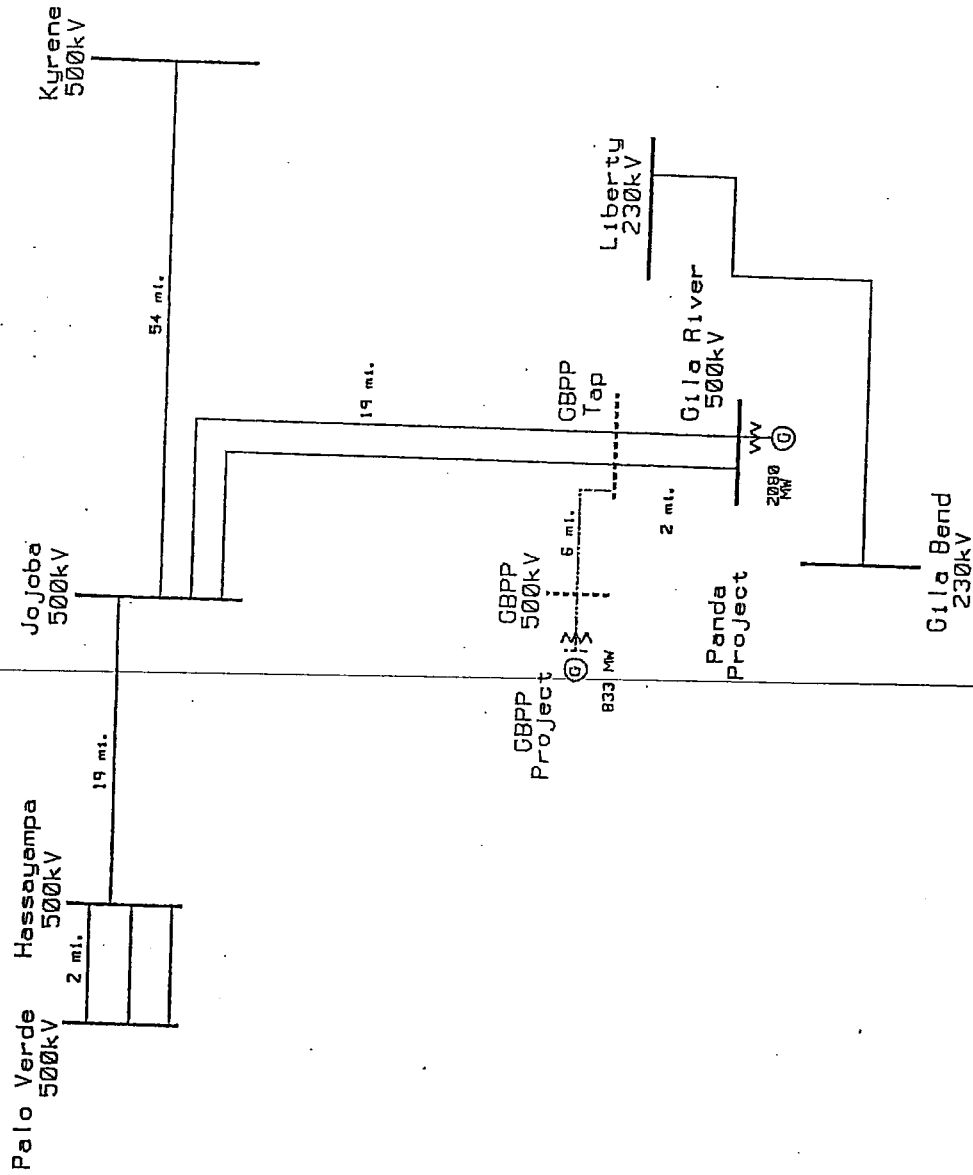 Palo Verde
500kV
Hassayampa
500kV
2 mi.
19 mi.
Jojoba
500kV
54 mi.
Kyrene
500kV
19 mi.
GBPP
Tap
GBPP
500kV
6 mi.
2 mi.
GBPP
Project
G
833 MW
Gila River
500kV
G
2080
MW
Panda
Project
Liberty
230kV
Gila Bend
230kV